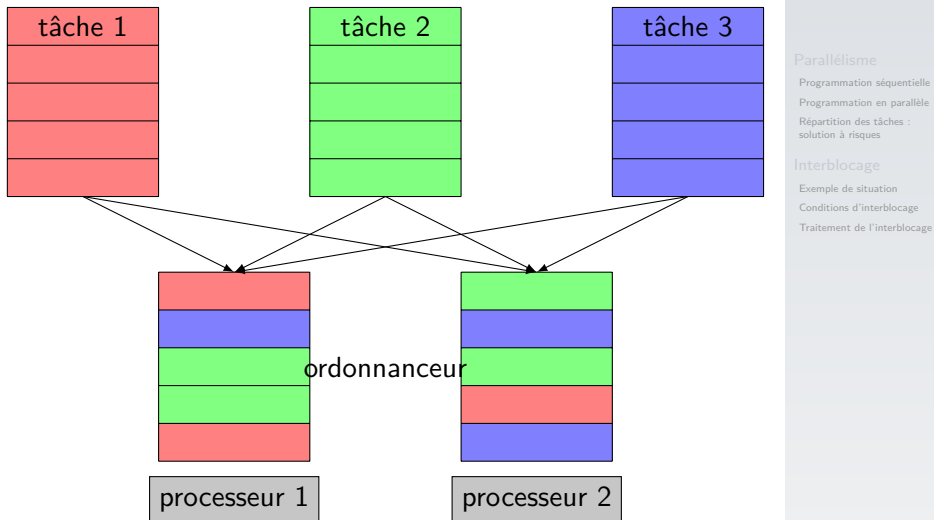 tâche 1
tâche 2
tâche 3
ordonnanceur
processeur 1
processeur 2
Parallélisme
Programmation séquentielle
Programmation en parallèle
Répartition des tâches :
solution à risques
Interblocage
Exemple de situation
Conditions d'interblocage
Traitement de l'interblocage